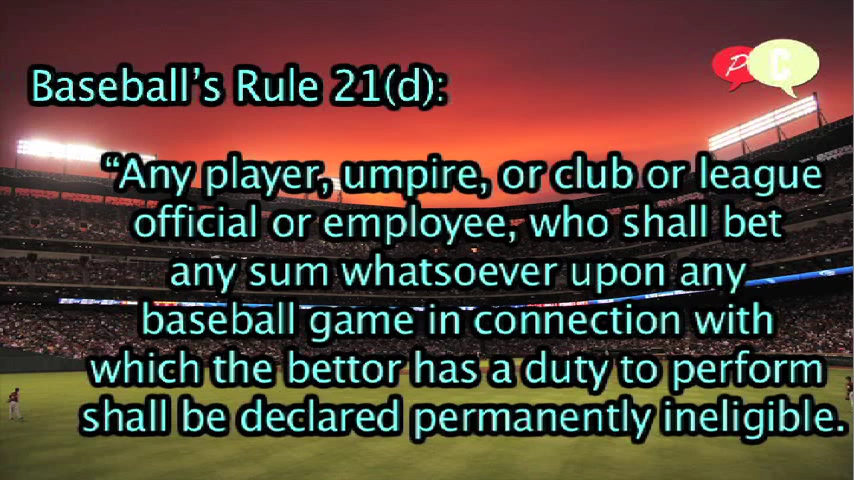 P C
Baseball's Rule 21(d):
“Any player, umpire, or club or league
official or employee, who shall bet
any sum whatsoever upon any
baseball game in connection with
which the bettor has a duty to perform
shall be declared permanently ineligible.